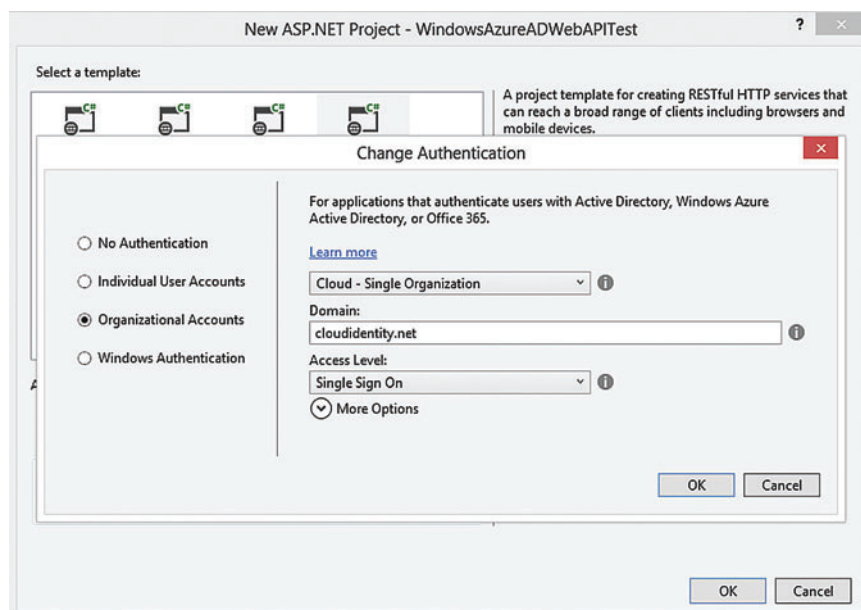 New ASP.NET Project - WindowsAzureADWebAPITest
?
×
Select a template:
C# C# C# C#
A project template for creating RESTful HTTP services that
can reach a broad range of clients including browsers and
mobile devices.
Change Authentication
×
For applications that authenticate users with Active Directory, Windows Azure
Active Directory, or Office 365.
Learn more
No Authentication
Individual User Accounts
Organizational Accounts
Windows Authentication
Cloud - Single Organization
Domain:
cloudidentity.net
Access Level:
Single Sign On
More Options
OK Cancel
OK Cancel